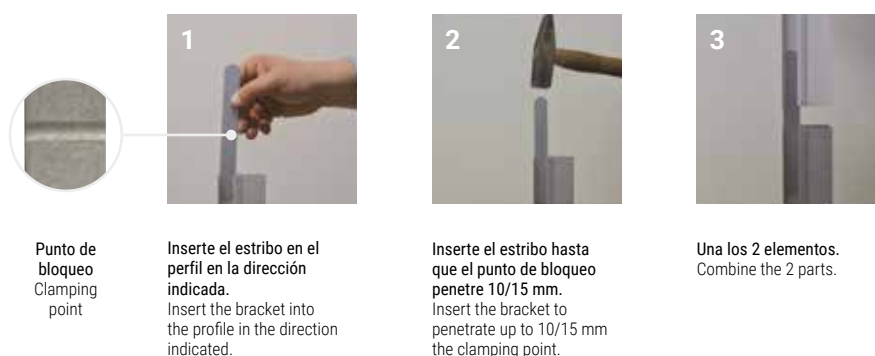 1
2
3
Punto de
bloqueo
Clamping
point
Inserte el estribo en el
perfil en la dirección
indicada.
Insert the bracket into
the profile in the direction
indicated.
Inserte el estribo hasta
que el punto de bloqueo
penetre 10/15 mm.
Insert the bracket to
penetrate up to 10/15 mm
the clamping point.
Una los 2 elementos.
Combine the 2 parts.